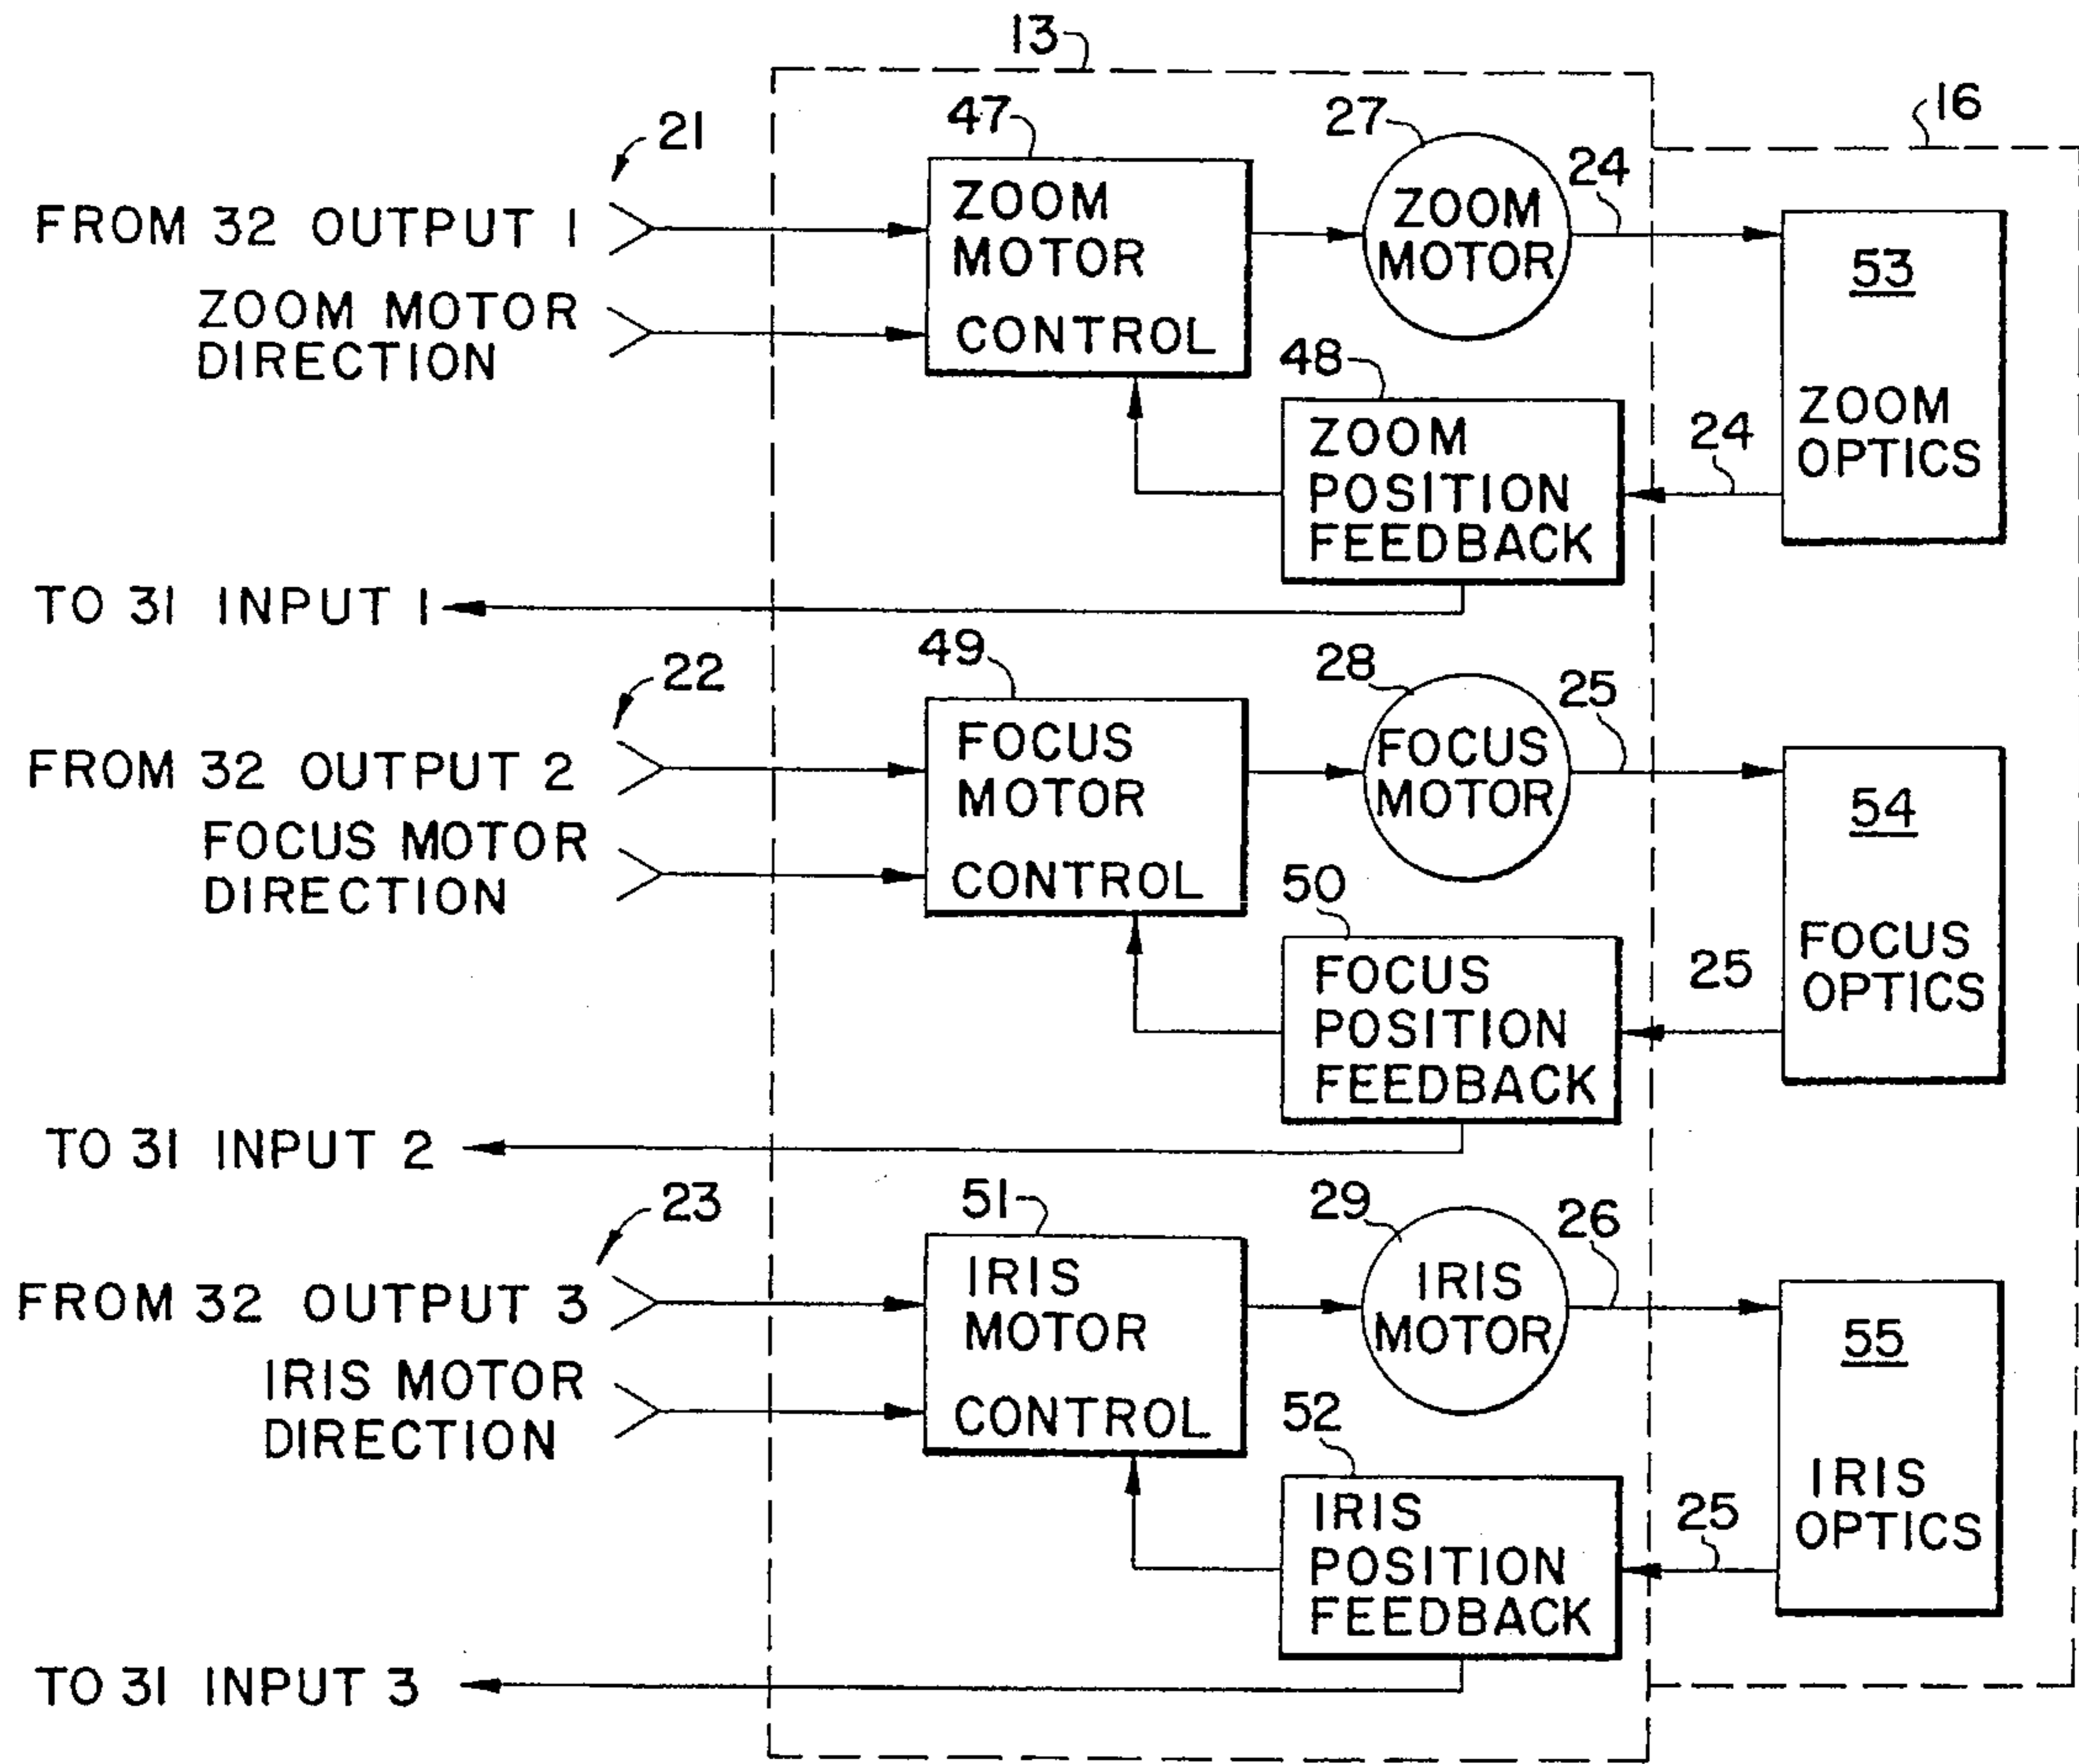 13
16
47
27
24
21
FROM 32 OUTPUT 1
ZOOM MOTOR
DIRECTION
ZOOM
MOTOR
CONTROL
ZOOM
MOTOR
53
ZOOM
OPTICS
48
ZOOM
POSITION
FEEDBACK
24
TO 31 INPUT 1
49
28
25
22
FROM 32 OUTPUT 2
FOCUS MOTOR
DIRECTION
FOCUS
MOTOR
CONTROL
FOCUS
MOTOR
54
FOCUS
OPTICS
50
FOCUS
POSITION
FEEDBACK
25
TO 31 INPUT 2
51
29
26
23
FROM 32 OUTPUT 3
IRIS MOTOR
DIRECTION
IRIS
MOTOR
CONTROL
IRIS
MOTOR
55
IRIS
OPTICS
52
IRIS
POSITION
FEEDBACK
25
TO 31 INPUT 3